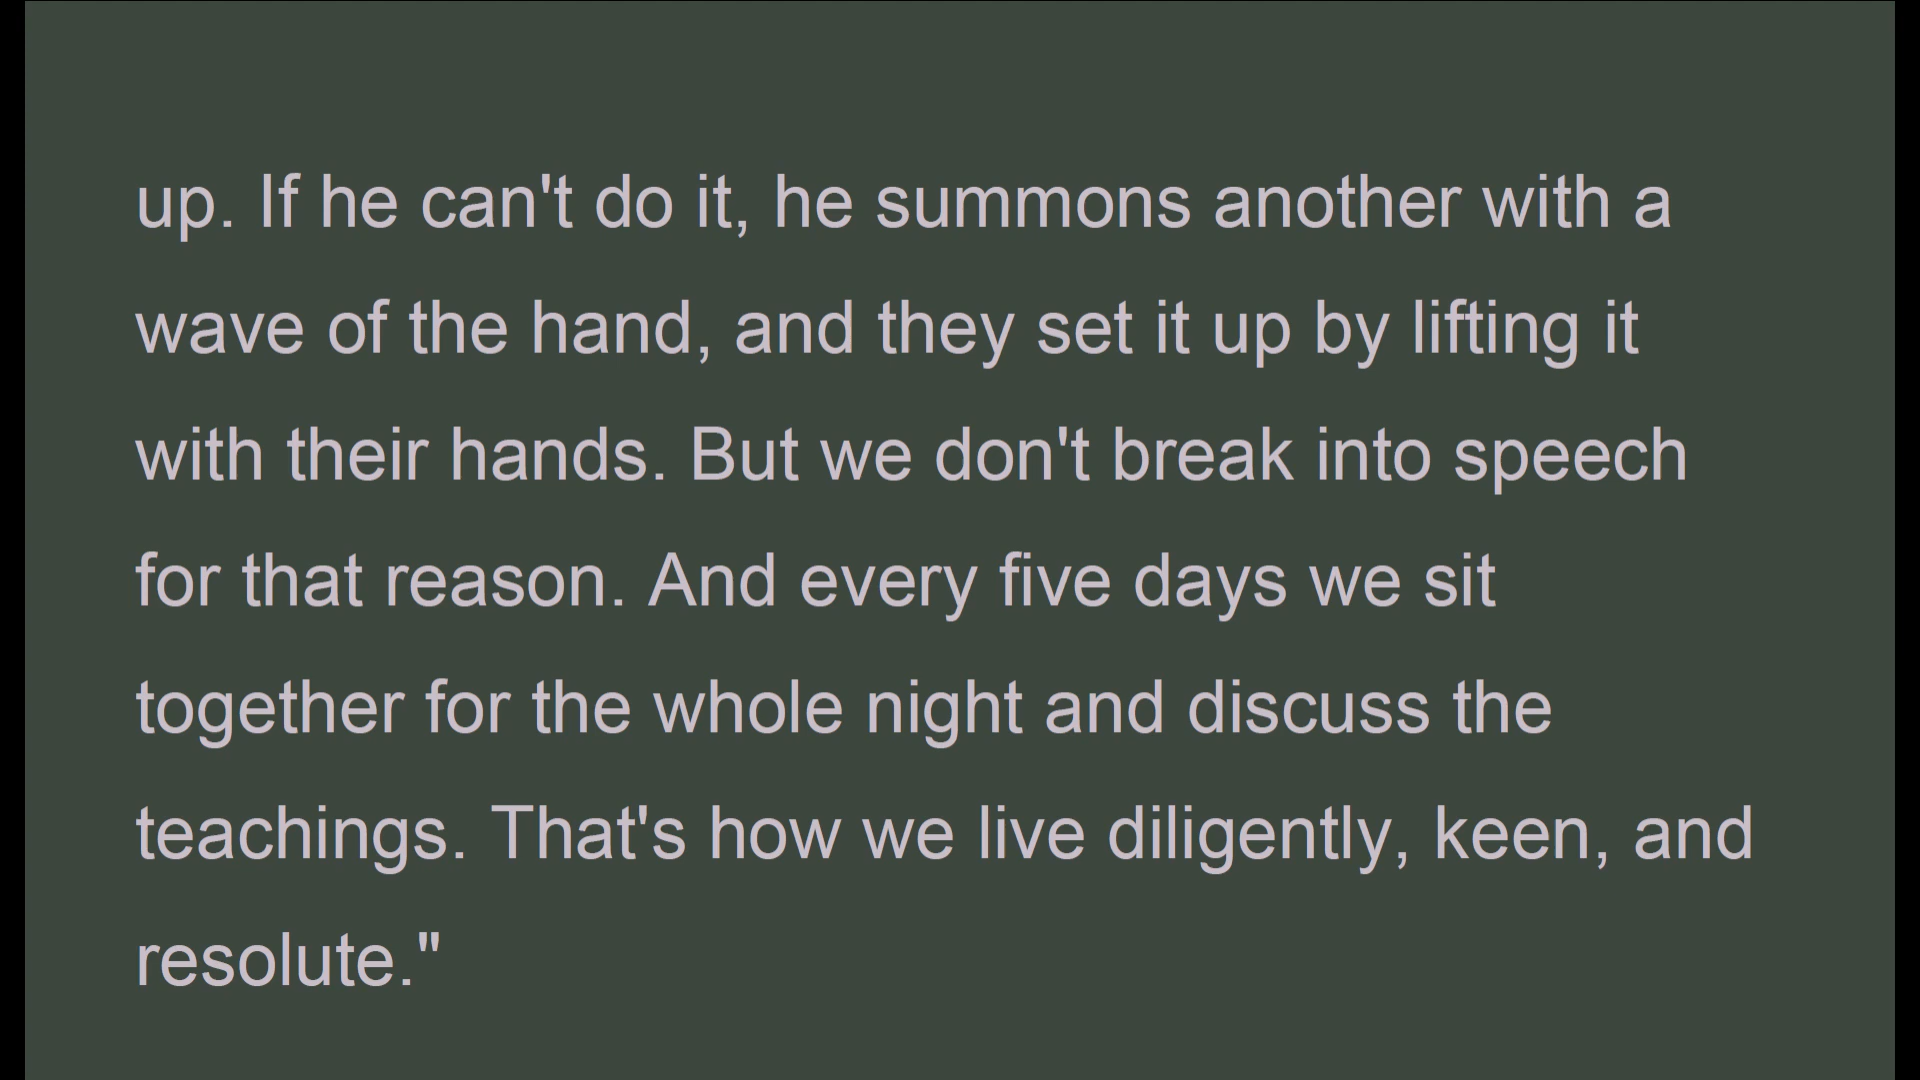 up. If he can't do it, he summons another with a
wave of the hand, and they set it up by lifting it
with their hands. But we don't break into speech
for that reason. And every five days we sit
together for the whole night and discuss the
teachings. That's how we live diligently, keen, and
resolute."